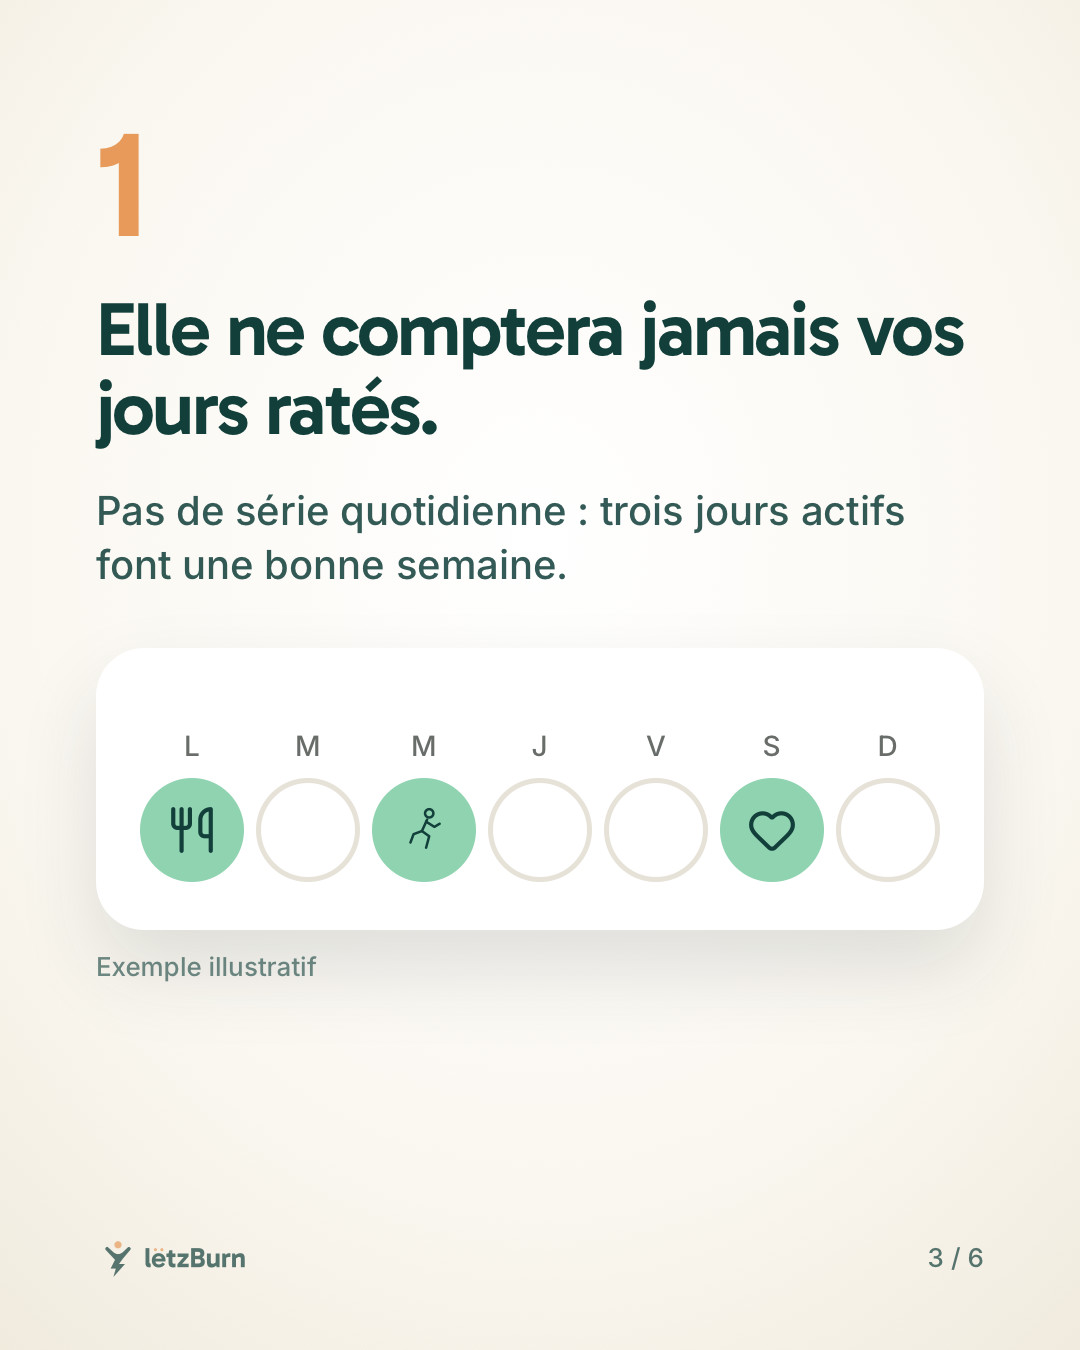 1
Elle ne comptera jamais vos
jours ratés.
Pas de série quotidienne : trois jours actifs
font une bonne semaine.
L M M J V S D
Exemple illustratif
lëtzBurn
3 / 6